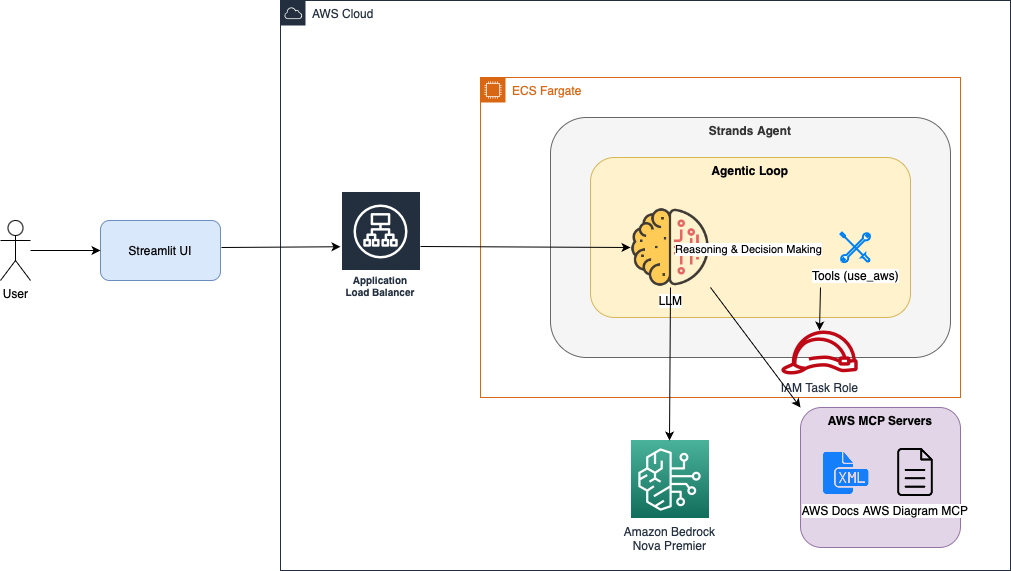 AWS Cloud
ECS Fargate
Strands Agent
Agentic Loop
Reasoning & Decision Making
Tools (use_aws)
LLM
Streamlit UI
User
Application
Load Balancer
IAM Task Role
AWS MCP Servers
XML
AWS Docs
AWS Diagram MCP
Amazon Bedrock
Nova Premier